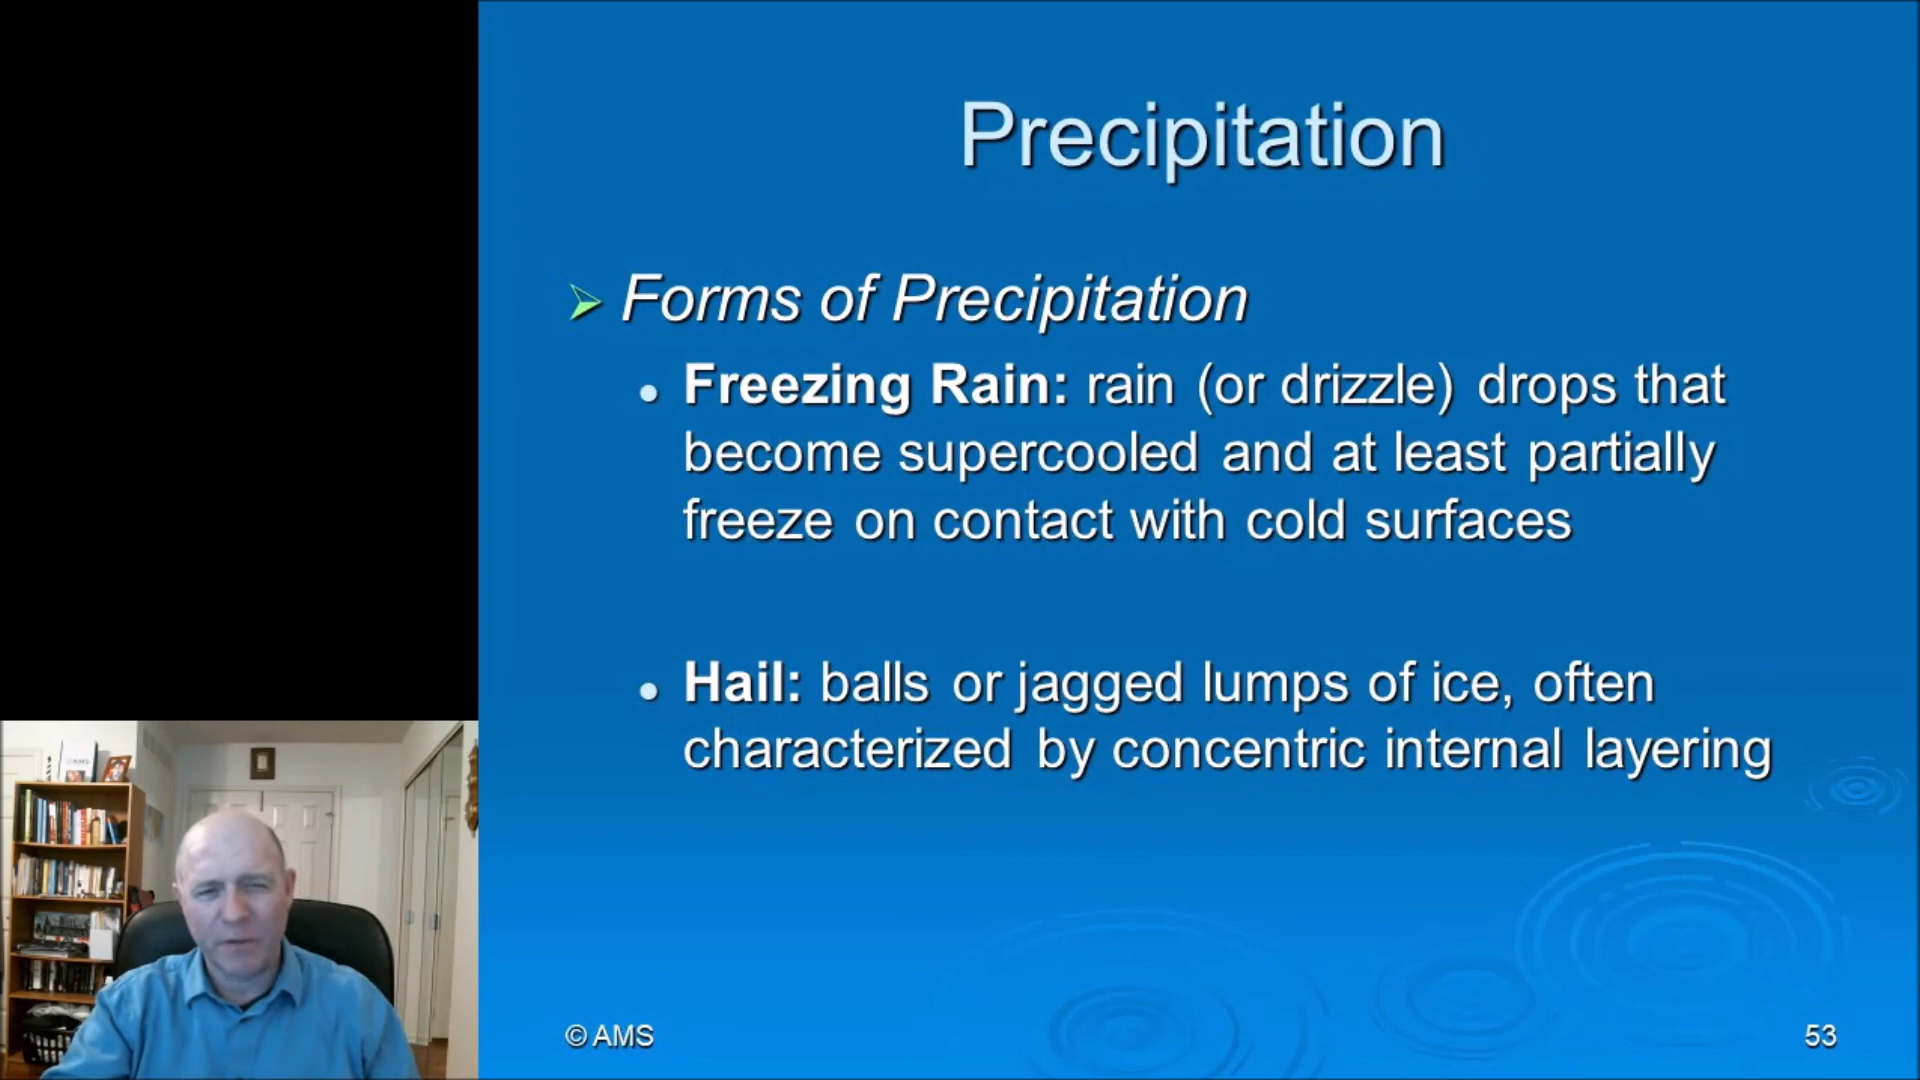 Precipitation
Forms of Precipitation
Freezing Rain: rain (or drizzle) drops that
become supercooled and at least partially
freeze on contact with cold surfaces
Hail: balls or jagged lumps of ice, often
characterized by concentric internal layering
© AMS
53